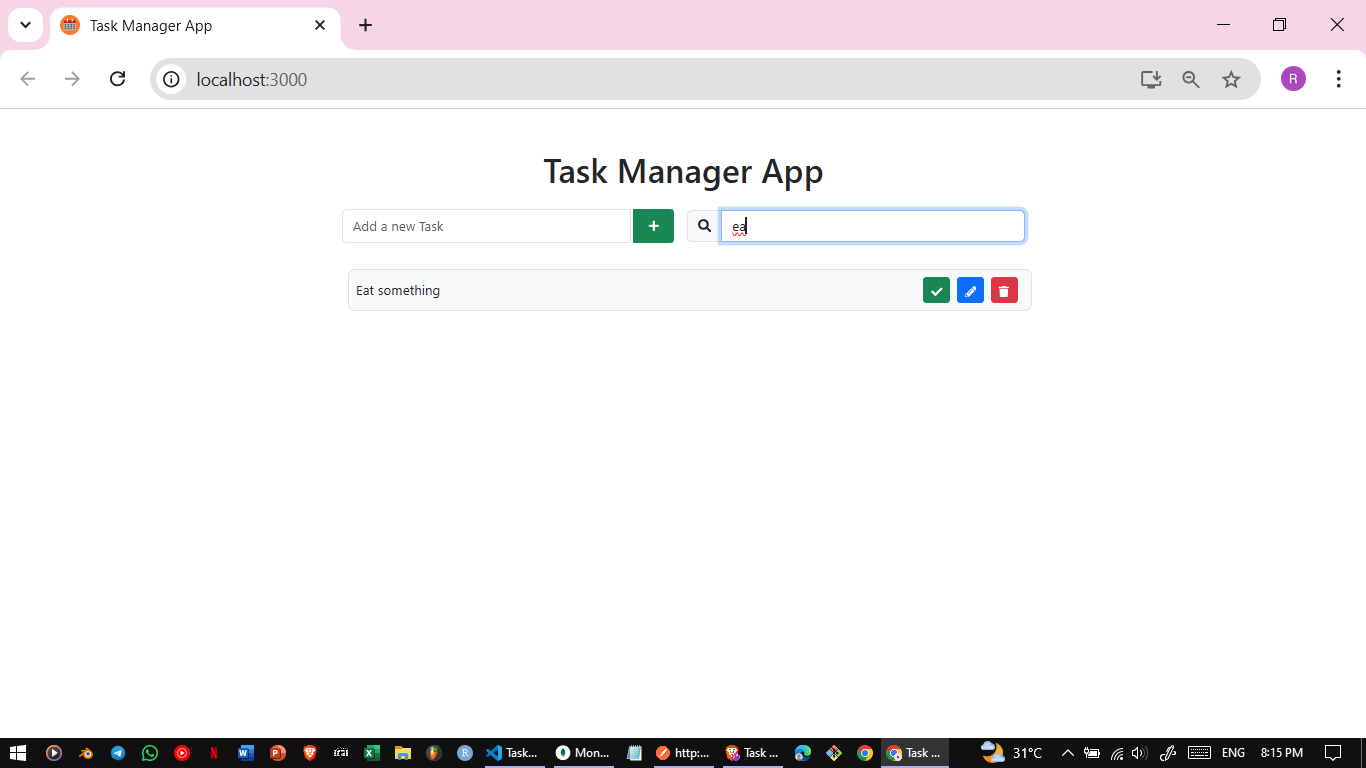 Task Manager App
localhost:3000
R
Task Manager App
Add a new Task
ea
Eat something
Task...
Mon...
http:...
Task ...
Task ...
31°C
ENG
8:15 PM